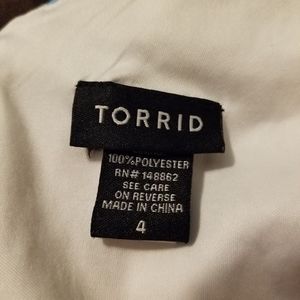 TORRID
100%POLYESTER
RN# 148862
SEE CARE
ON REVERSE
MADE IN CHINA
4